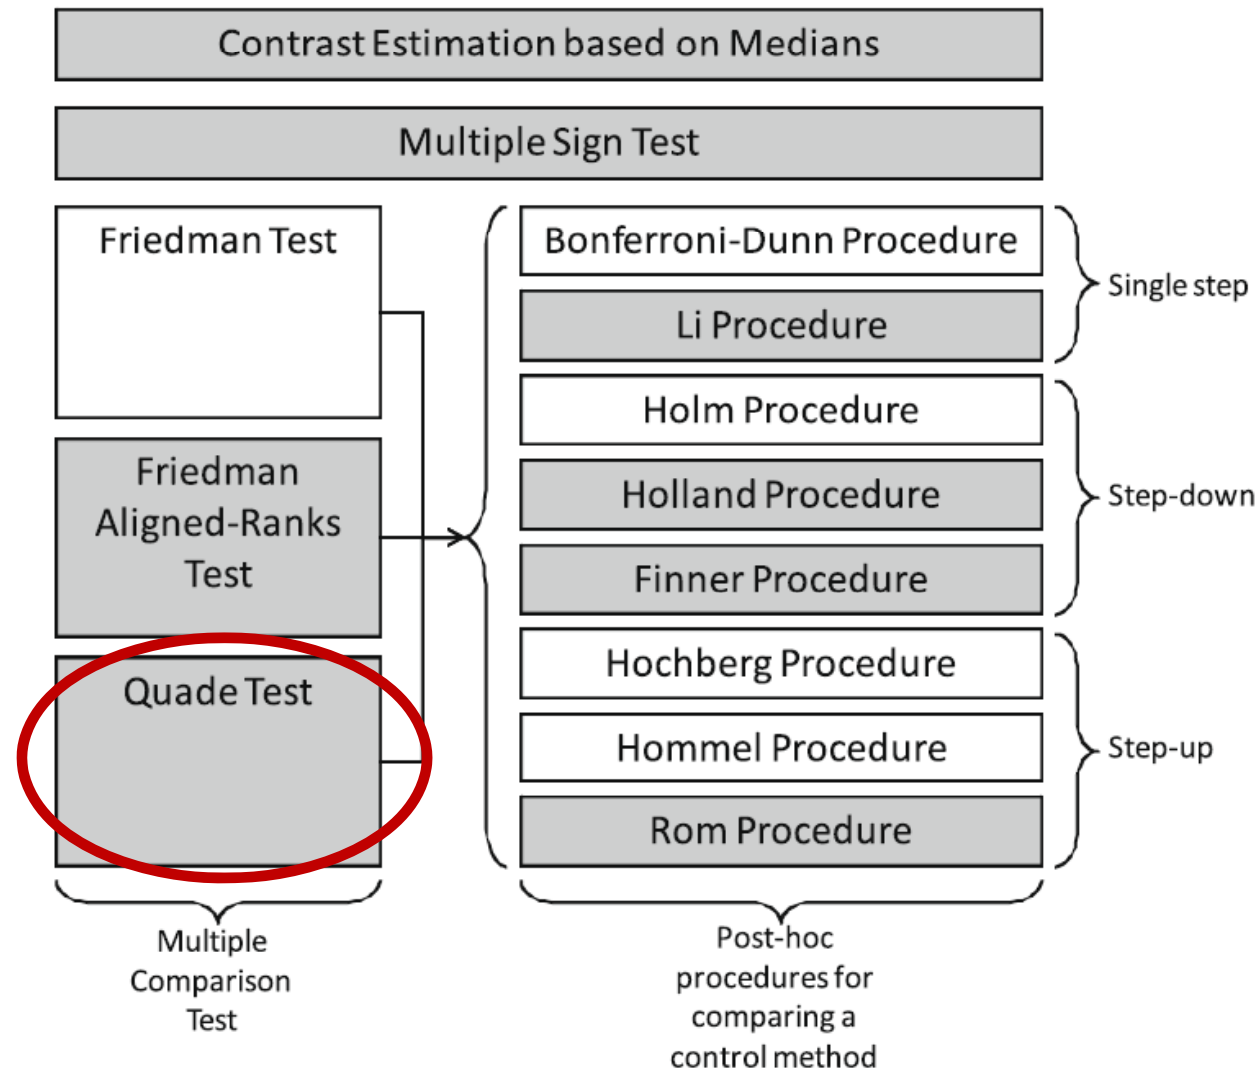 Contrast Estimation based on Medians
Multiple Sign Test
Friedman Test
Friedman
Aligned-Ranks
Test
Quade Test
Multiple
Comparison
Test
Bonferroni-Dunn Procedure
Li Procedure
Holm Procedure
Holland Procedure
Finner Procedure
Hochberg Procedure
Hommel Procedure
Rom Procedure
Post-hoc
procedures for
comparing a
control method
Single step
Step-down
Step-up